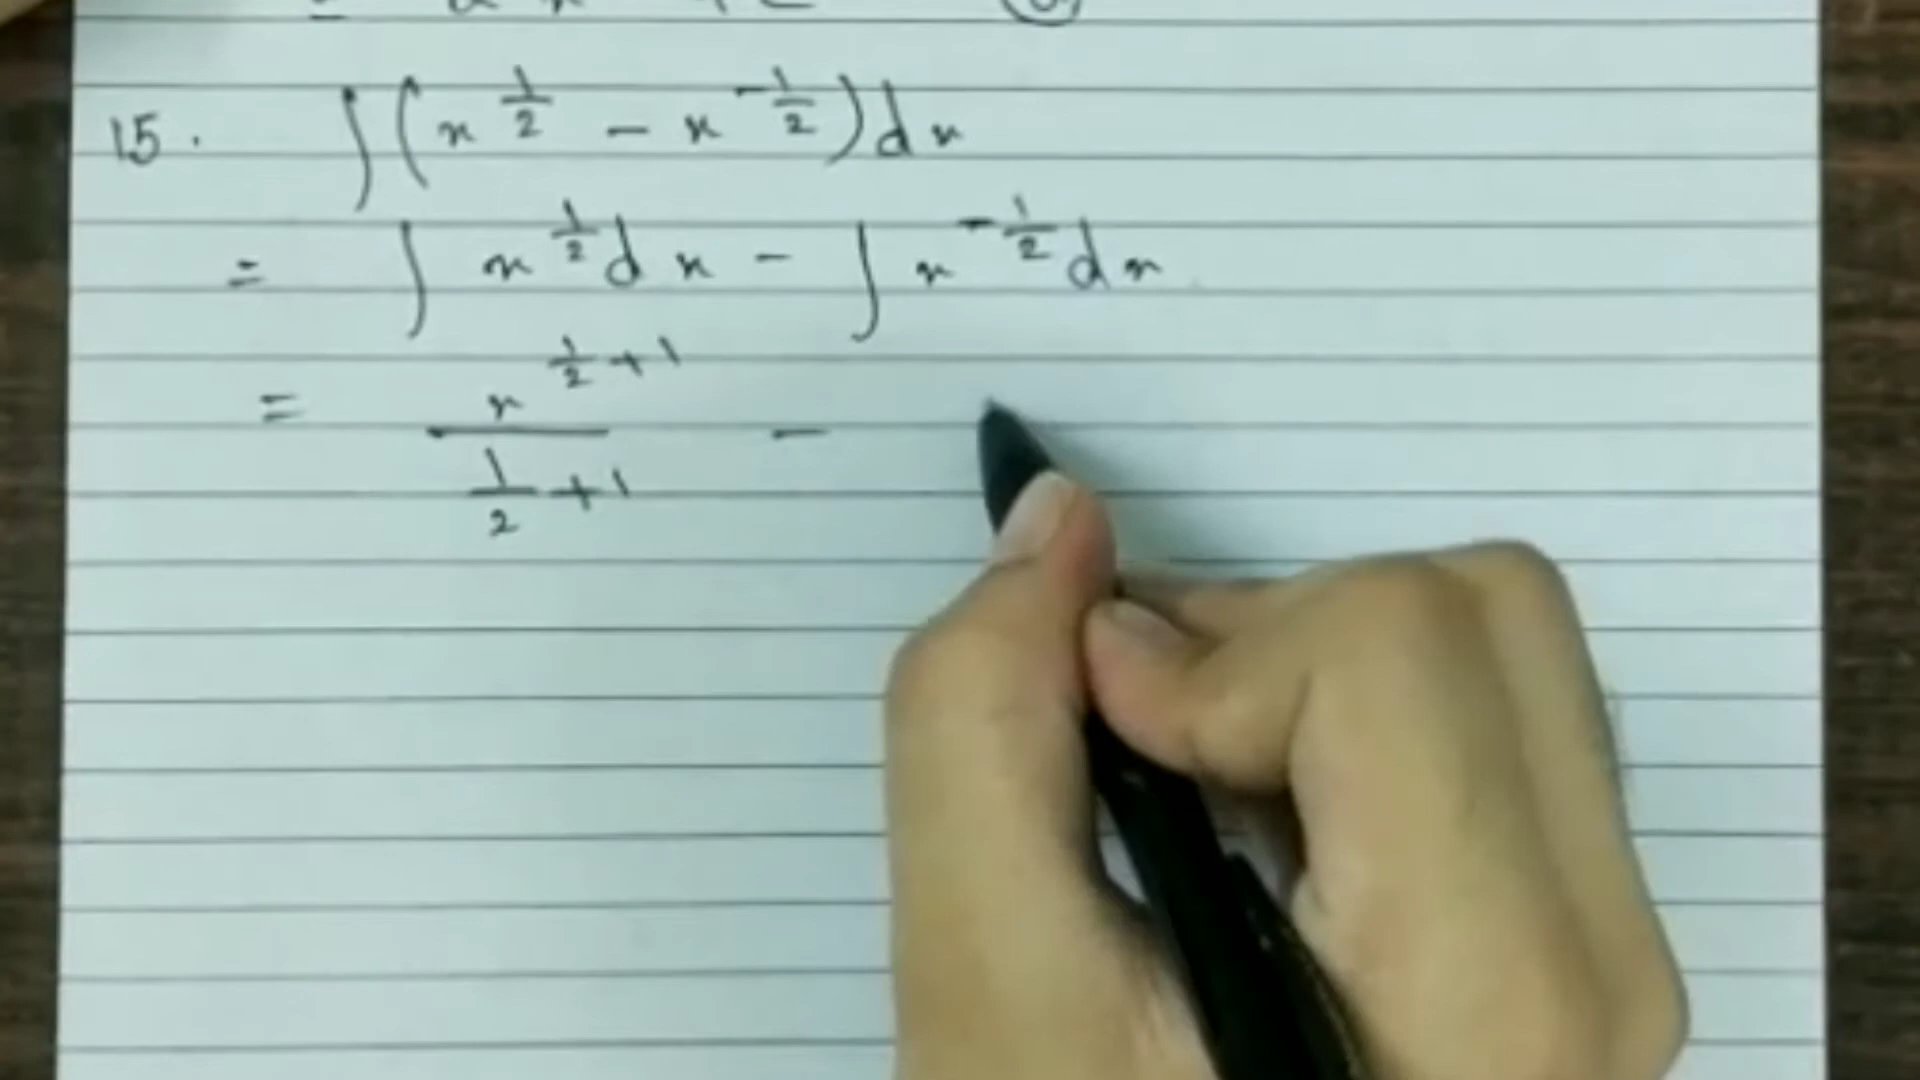 15. ∫(x^{1/2} - x^{-1/2})dx
= ∫ x^{1/2} dx - ∫ x^{-1/2} dx
= x^{1/2+1} / (1/2+1) -